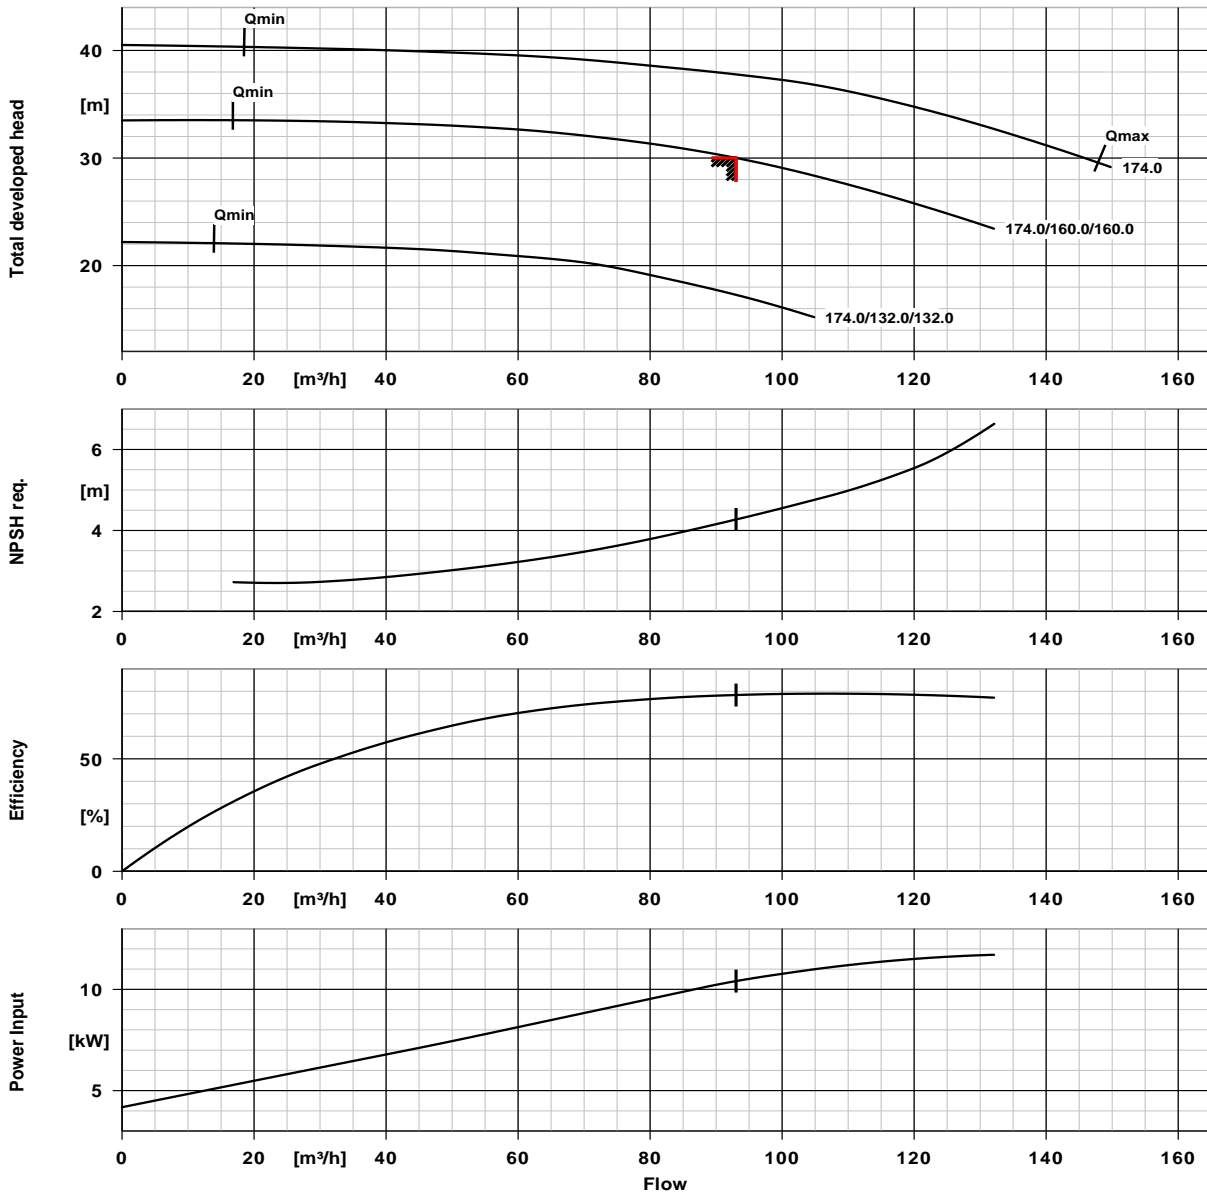 Qmin
40
Total developed head
[m]
Qmin
Qmax
30
174.0
Qmin
174.0/160.0/160.0
20
174.0/132.0/132.0
0 20 [m³/h] 40 60 80 100 120 140 160
NPSH req.
6
[m]
4
2
0 20 [m³/h] 40 60 80 100 120 140 160
Efficiency
50
[%]
0
0 20 [m³/h] 40 60 80 100 120 140 160
Power Input
10
[kW]
5
0 20 [m³/h] 40 60 80 100 120 140 160
Flow